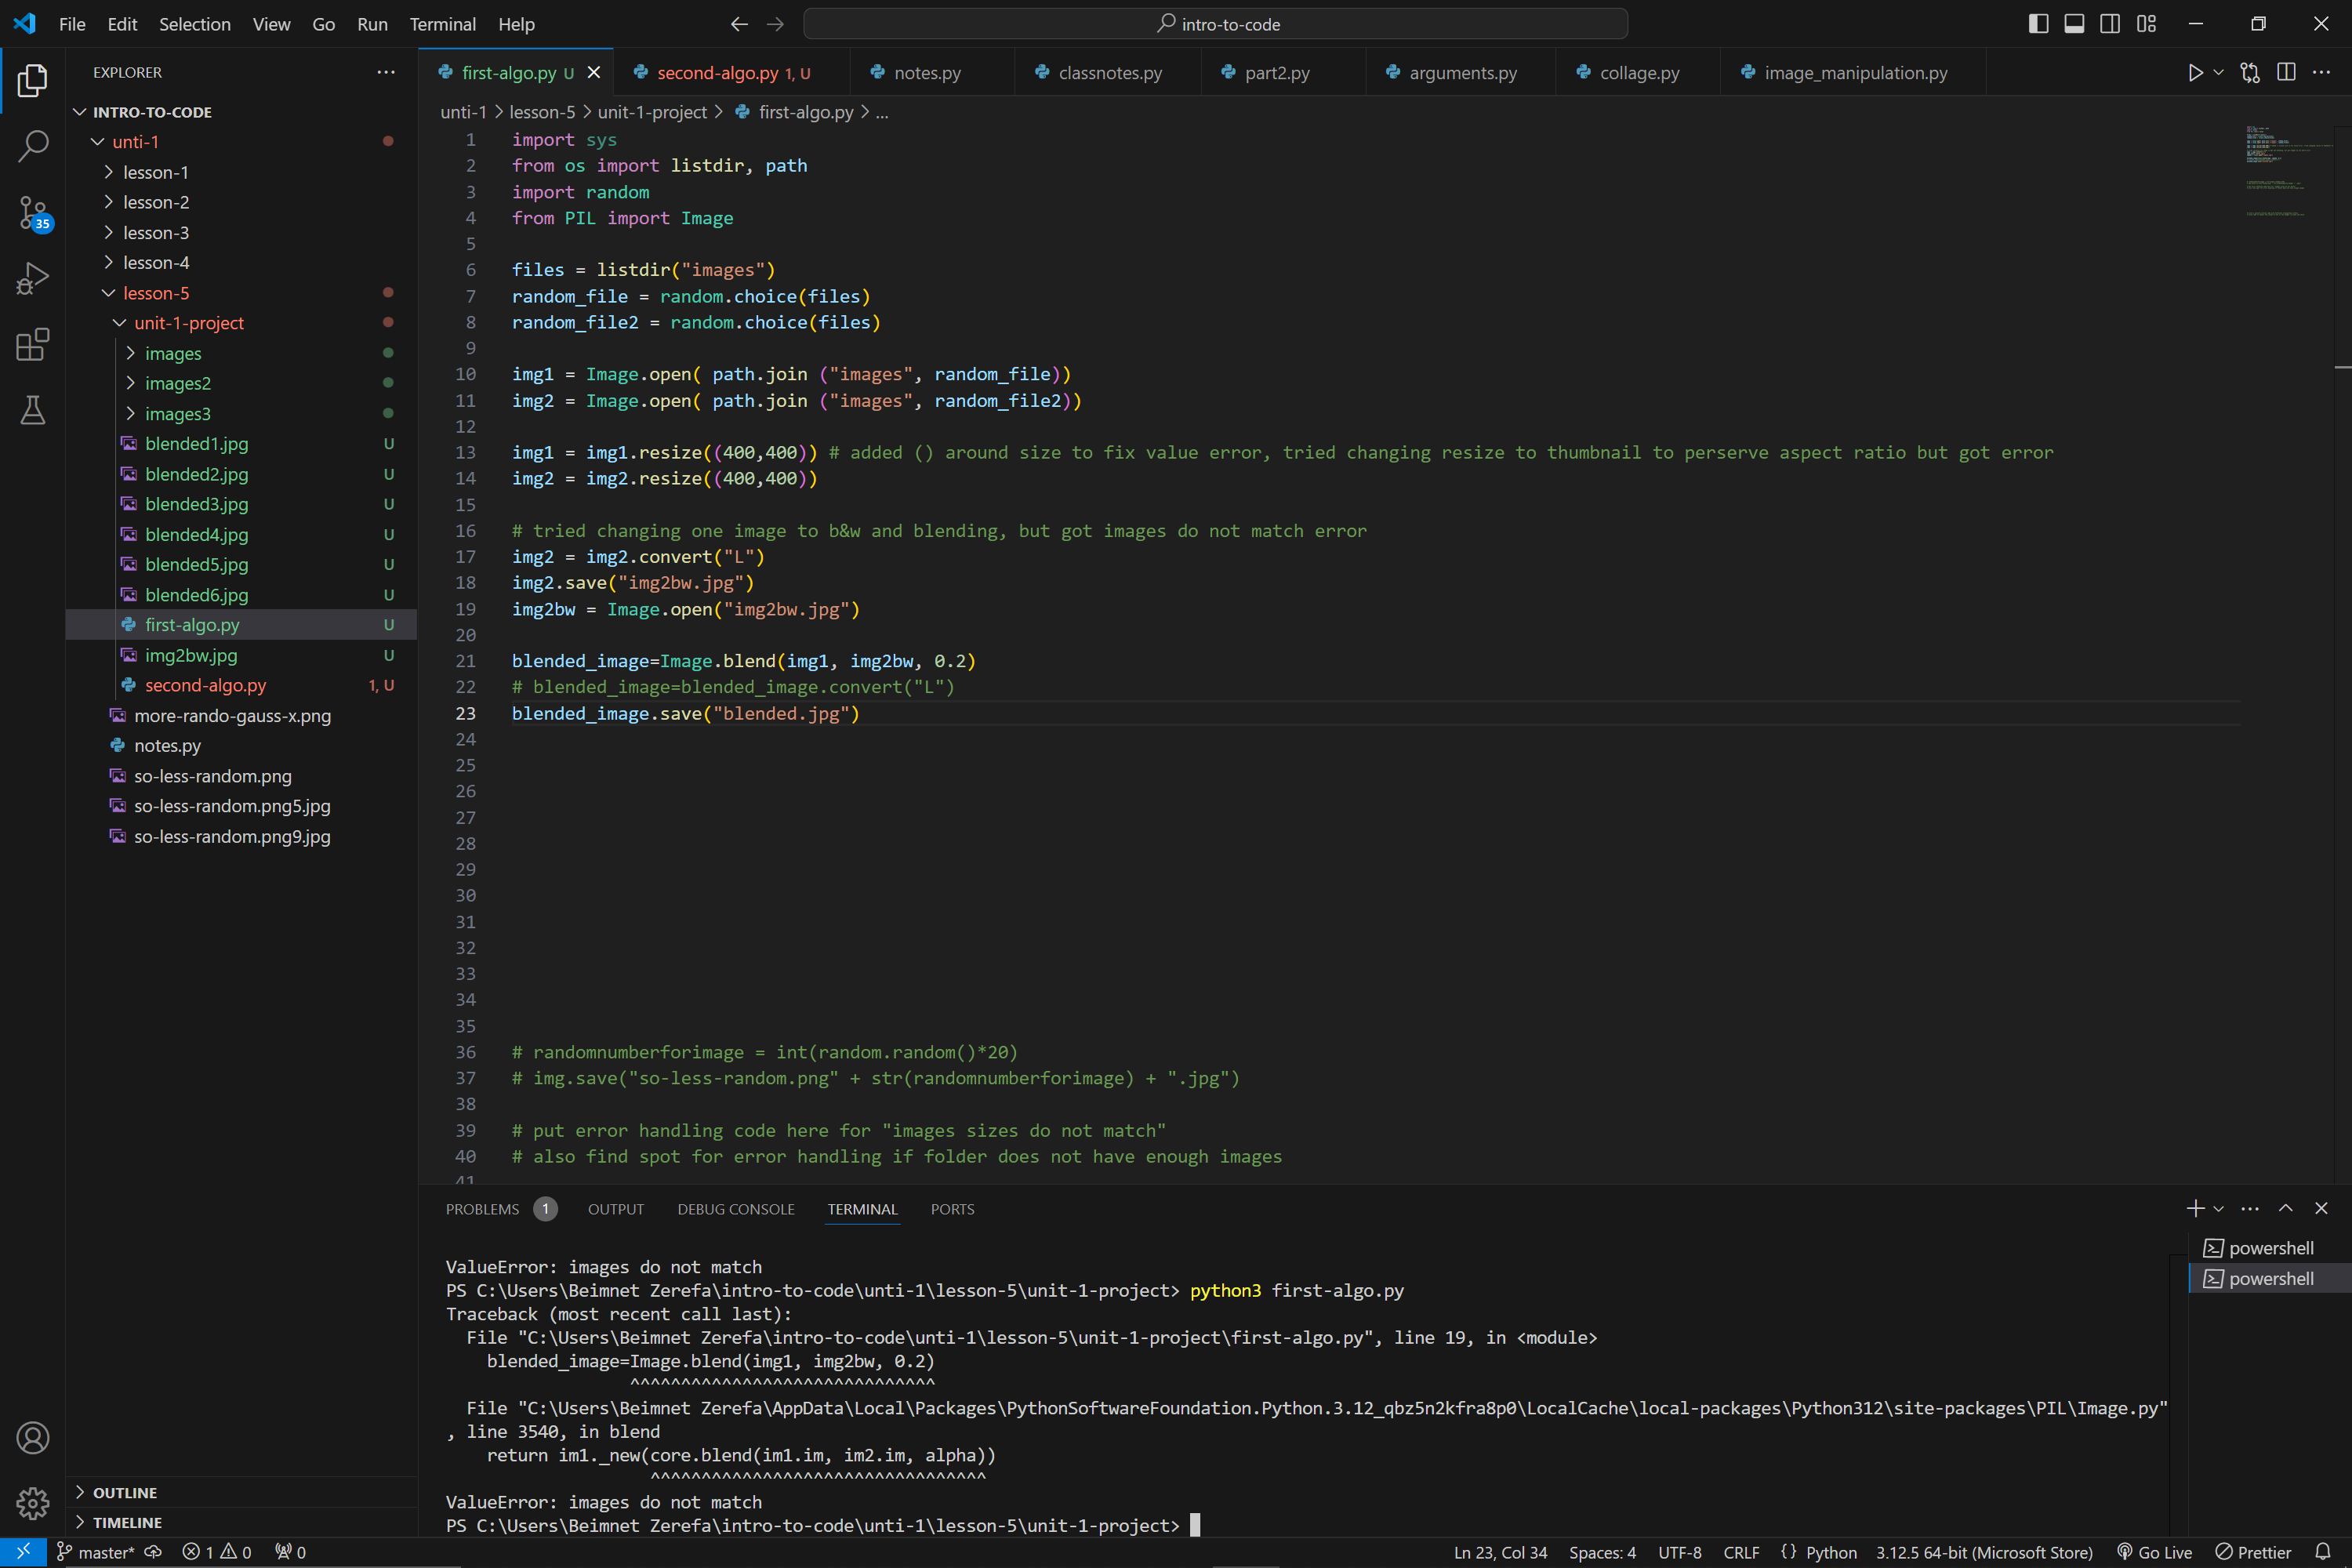 File Edit Selection View Go Run Terminal Help
intro-to-code
EXPLORER
INTRO-TO-CODE
unti-1
lesson-1
lesson-2
lesson-3
lesson-4
lesson-5
unit-1-project
images
images2
images3
blended1.jpg U
blended2.jpg U
blended3.jpg U
blended4.jpg U
blended5.jpg U
blended6.jpg U
first-algo.py U
img2bw.jpg U
second-algo.py 1, U
more-rando-gauss-x.png
notes.py
so-less-random.png
so-less-random.png5.jpg
so-less-random.png9.jpg
OUTLINE
TIMELINE
35
first-algo.py U second-algo.py 1, U notes.py classnotes.py part2.py arguments.py collage.py image_manipulation.py
unti-1 > lesson-5 > unit-1-project > first-algo.py > ...
1 import sys
2 from os import listdir, path
3 import random
4 from PIL import Image
5
6 files = listdir("images")
7 random_file = random.choice(files)
8 random_file2 = random.choice(files)
9
10 img1 = Image.open( path.join ("images", random_file))
11 img2 = Image.open( path.join ("images", random_file2))
12
13 img1 = img1.resize((400,400)) # added () around size to fix value error, tried changing resize to thumbnail to perserve aspect ratio but got error
14 img2 = img2.resize((400,400))
15
16 # tried changing one image to b&w and blending, but got images do not match error
17 img2 = img2.convert("L")
18 img2.save("img2bw.jpg")
19 img2bw = Image.open("img2bw.jpg")
20
21 blended_image=Image.blend(img1, img2bw, 0.2)
22 # blended_image=blended_image.convert("L")
23 blended_image.save("blended.jpg")
24
25
26
27
28
29
30
31
32
33
34
35
36 # randomnumberforimage = int(random.random()*20)
37 # img.save("so-less-random.png" + str(randomnumberforimage) + ".jpg")
38
39 # put error handling code here for "images sizes do not match"
40 # also find spot for error handling if folder does not have enough images
41
PROBLEMS 1 OUTPUT DEBUG CONSOLE TERMINAL PORTS
ValueError: images do not match
PS C:\Users\Beimnet Zerefa\intro-to-code\unti-1\lesson-5\unit-1-project> python3 first-algo.py
Traceback (most recent call last):
  File "C:\Users\Beimnet Zerefa\intro-to-code\unti-1\lesson-5\unit-1-project\first-algo.py", line 19, in <module>
    blended_image=Image.blend(img1, img2bw, 0.2)
                  ^^^^^^^^^^^^^^^^^^^^^^^^^^^^^^
  File "C:\Users\Beimnet Zerefa\AppData\Local\Packages\PythonSoftwareFoundation.Python.3.12_qbz5n2kfra8p0\LocalCache\local-packages\Python312\site-packages\PIL\Image.py"
, line 3540, in blend
    return im1._new(core.blend(im1.im, im2.im, alpha))
                    ^^^^^^^^^^^^^^^^^^^^^^^^^^^^^^^^^
ValueError: images do not match
PS C:\Users\Beimnet Zerefa\intro-to-code\unti-1\lesson-5\unit-1-project>
powershell
powershell
master* 1 0 0 Ln 23, Col 34 Spaces: 4 UTF-8 CRLF {} Python 3.12.5 64-bit (Microsoft Store) Go Live Prettier